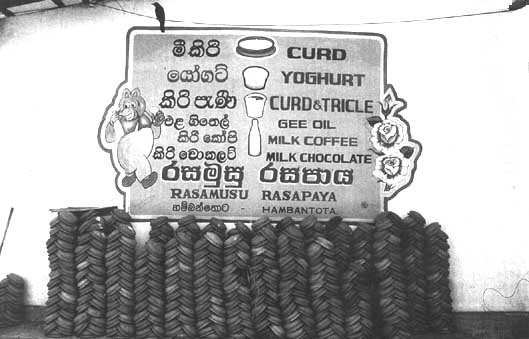 මීකිරි CURD
යෝගට් YOGHURT
කිරි පැණි CURD & TRICLE
එළ ගිතෙල් GEE OIL
කිරි කෝපි MILK COFFEE
කිරි චොකලට් MILK CHOCOLATE
රසමුසු රසපාය
RASAMUSU RASAPAYA
හම්බන්තොට - HAMBANTOTA